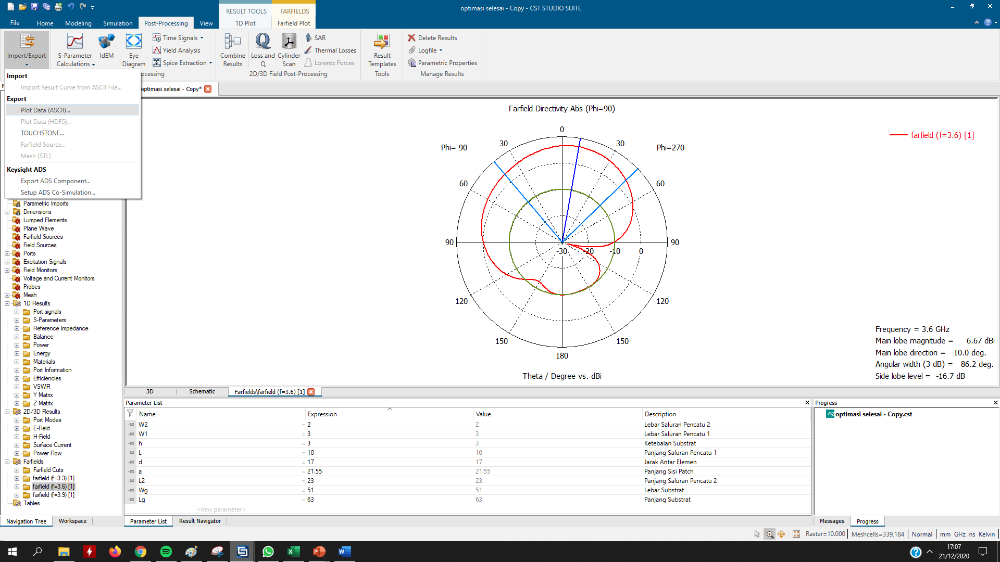 optimasi selesai - Copy - CST STUDIO SUITE
RESULT TOOLS
FARFIELDS
File
Home
Modeling
Simulation
Post-Processing
View
1D Plot
Farfield Plot
Import/Export
S-Parameter
Calculations
IdEM
Eye
Diagram
Time Signals
Yield Analysis
Spice Extraction
Combine
Results
Loss and
Q
Cylinder
Scan
SAR
Thermal Losses
Lorentz Forces
Result
Templates
Delete Results
Logfile
Parametric Properties
2D/3D Field Post-Processing
Tools
Manage Results
Import
Import Result Curve from ASCII File...
Export
Plot Data (ASCII)...
Plot Data (HDF5)...
TOUCHSTONE...
Farfield Source...
Mesh (STL)
Keysight ADS
Export ADS Component...
Setup ADS Co-Simulation...
optimasi selesai - Copy*
Parametric Imports
Dimensions
Lumped Elements
Plane Wave
Farfield Sources
Field Sources
Ports
Excitation Signals
Field Monitors
Voltage and Current Monitors
Probes
Mesh
1D Results
Port signals
S-Parameters
Reference Impedance
Balance
Power
Energy
Materials
Port Information
Efficiencies
VSWR
Y Matrix
Z Matrix
2D/3D Results
Port Modes
E-Field
H-Field
Surface Current
Power Flow
Farfields
Farfield Cuts
farfield (f=3.3) [1]
farfield (f=3.6) [1]
farfield (f=3.9) [1]
Tables
Navigation Tree
Workspace
Farfield Directivity Abs (Phi=90)
farfield (f=3.6) [1]
0
30
30
Phi= 90
Phi=270
60
60
90
90
-30
-20
-10
0
120
120
150
150
180
Theta / Degree vs. dBi
Frequency = 3.6 GHz
Main lobe magnitude = 6.67 dBi
Main lobe direction = 10.0 deg.
Angular width (3 dB) = 86.2 deg.
Side lobe level = -16.7 dB
3D
Schematic
Farfields\farfield (f=3.6) [1]
Parameter List
Name Expression Value Description
W2 = 2 2 Lebar Saluran Pencatu 2
W1 = 3 3 Lebar Saluran Pencatu 1
h = 3 3 Ketebalan Substrat
L = 10 10 Panjang Saluran Pencatu 1
d = 17 17 Jarak Antar Elemen
a = 21.55 21.55 Panjang Sisi Patch
L2 = 23 23 Panjang Saluran Pencatu 2
Wg = 51 51 Lebar Substrat
Lg = 63 63 Panjang Substrat
<new parameter>
Parameter List
Result Navigator
Progress
optimasi selesai - Copy.cst
Messages
Progress
Raster=10.000
Meshcells=339,184
Normal
mm GHz ns Kelvin
17:07
21/12/2020